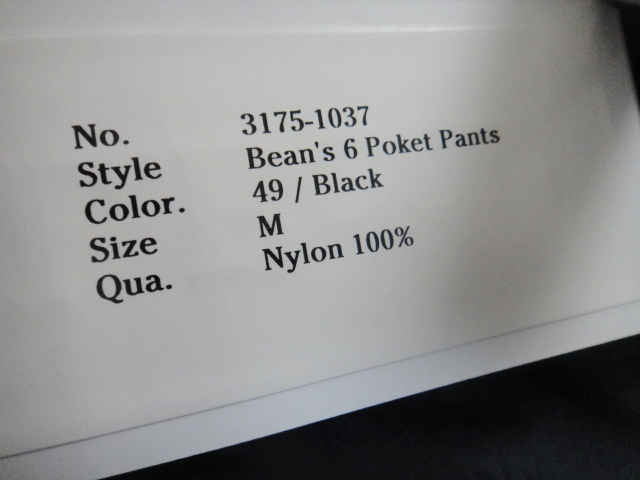 No. 3175-1037
Style Bean's 6 Poket Pants
Color. 49 / Black
Size M
Qua. Nylon 100%